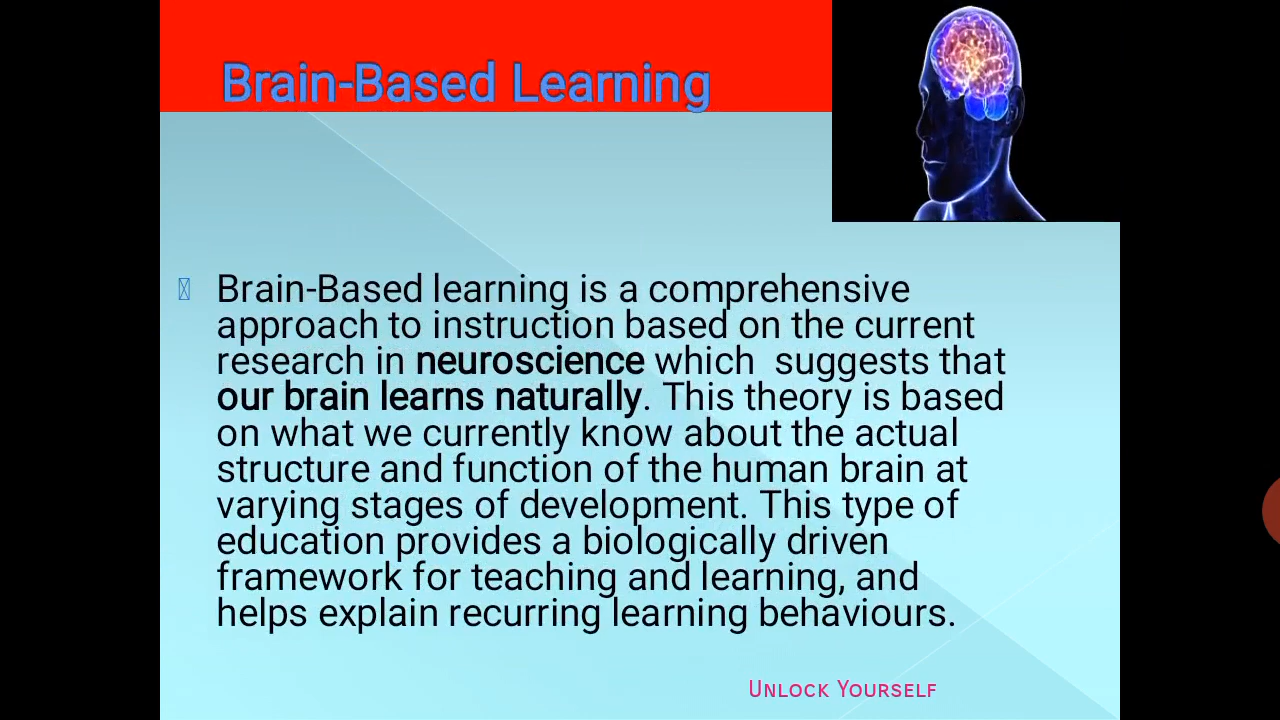 Brain-Based Learning
Brain-Based learning is a comprehensive
approach to instruction based on the current
research in neuroscience which  suggests that
our brain learns naturally. This theory is based
on what we currently know about the actual
structure and function of the human brain at
varying stages of development. This type of
education provides a biologically driven
framework for teaching and learning, and
helps explain recurring learning behaviours.
Unlock Yourself